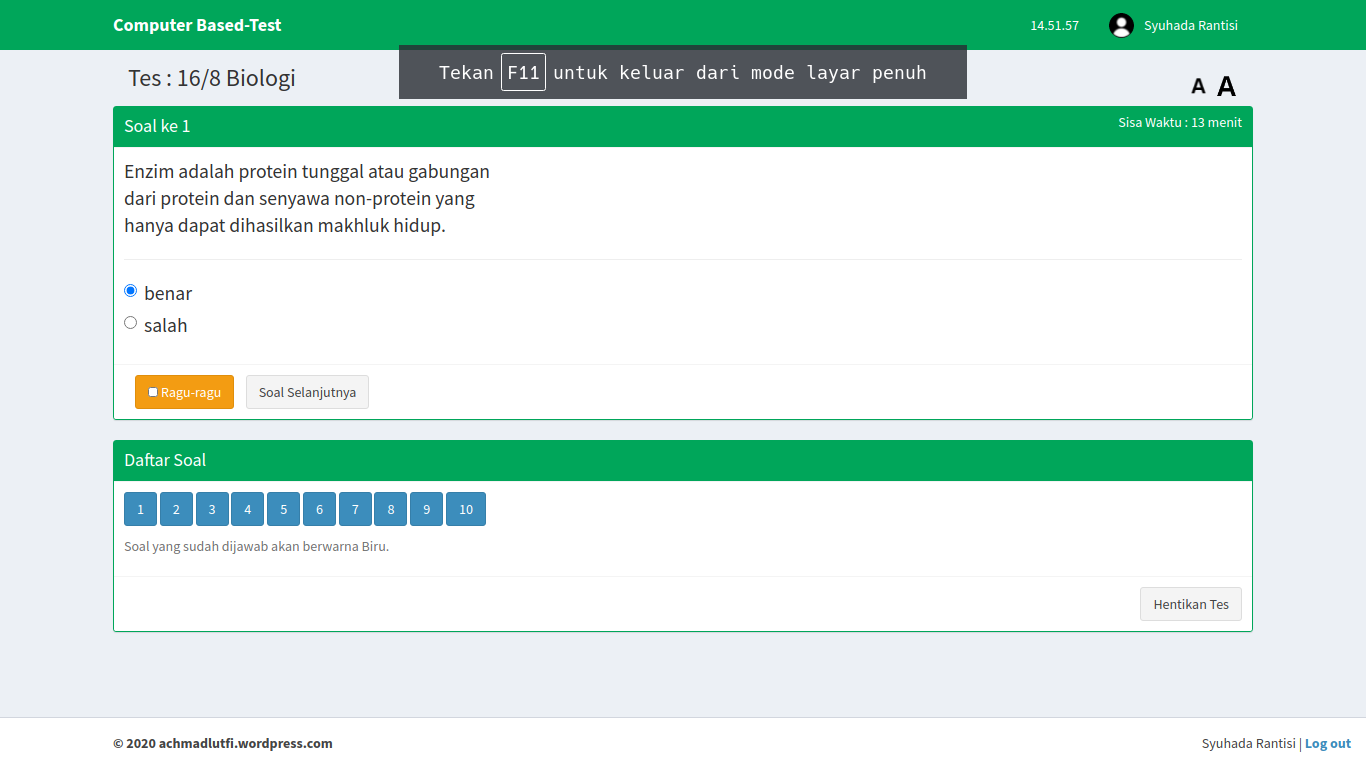 Computer Based-Test
14.51.57
Syuhada Rantisi
Tes : 16/8 Biologi
Tekan F11 untuk keluar dari mode layar penuh
A A
Soal ke 1
Sisa Waktu : 13 menit
Enzim adalah protein tunggal atau gabungan
dari protein dan senyawa non-protein yang
hanya dapat dihasilkan makhluk hidup.
benar
salah
Ragu-ragu
Soal Selanjutnya
Daftar Soal
1 2 3 4 5 6 7 8 9 10
Soal yang sudah dijawab akan berwarna Biru.
Hentikan Tes
© 2020 achmadlutfi.wordpress.com
Syuhada Rantisi | Log out